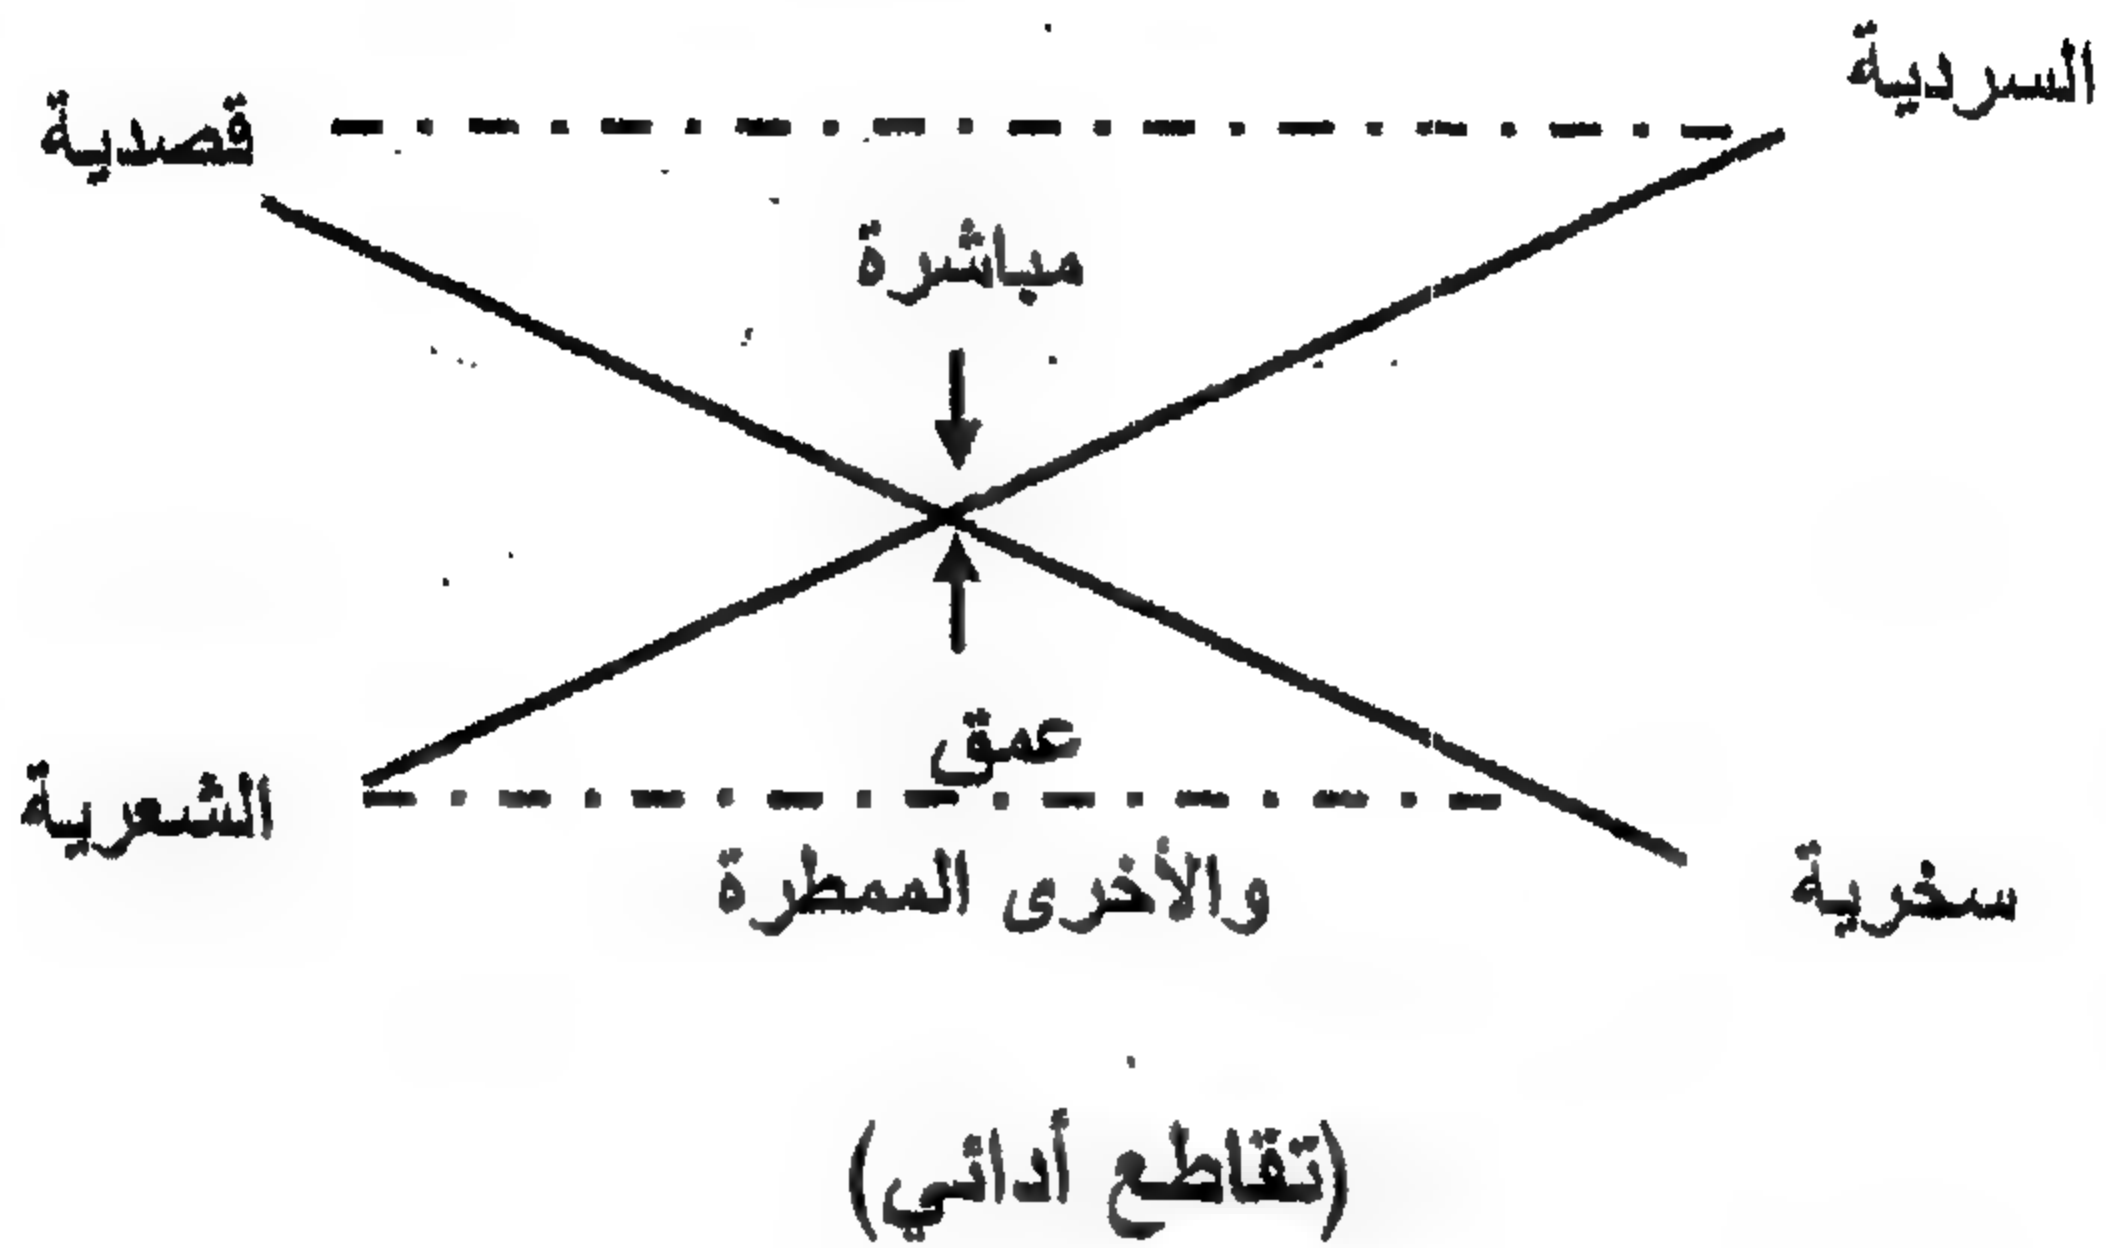 السردية
قصدية
مباشرة
عمق
الشعرية
سخرية
والأخرى الممطرة
(تقاطع أدائي)